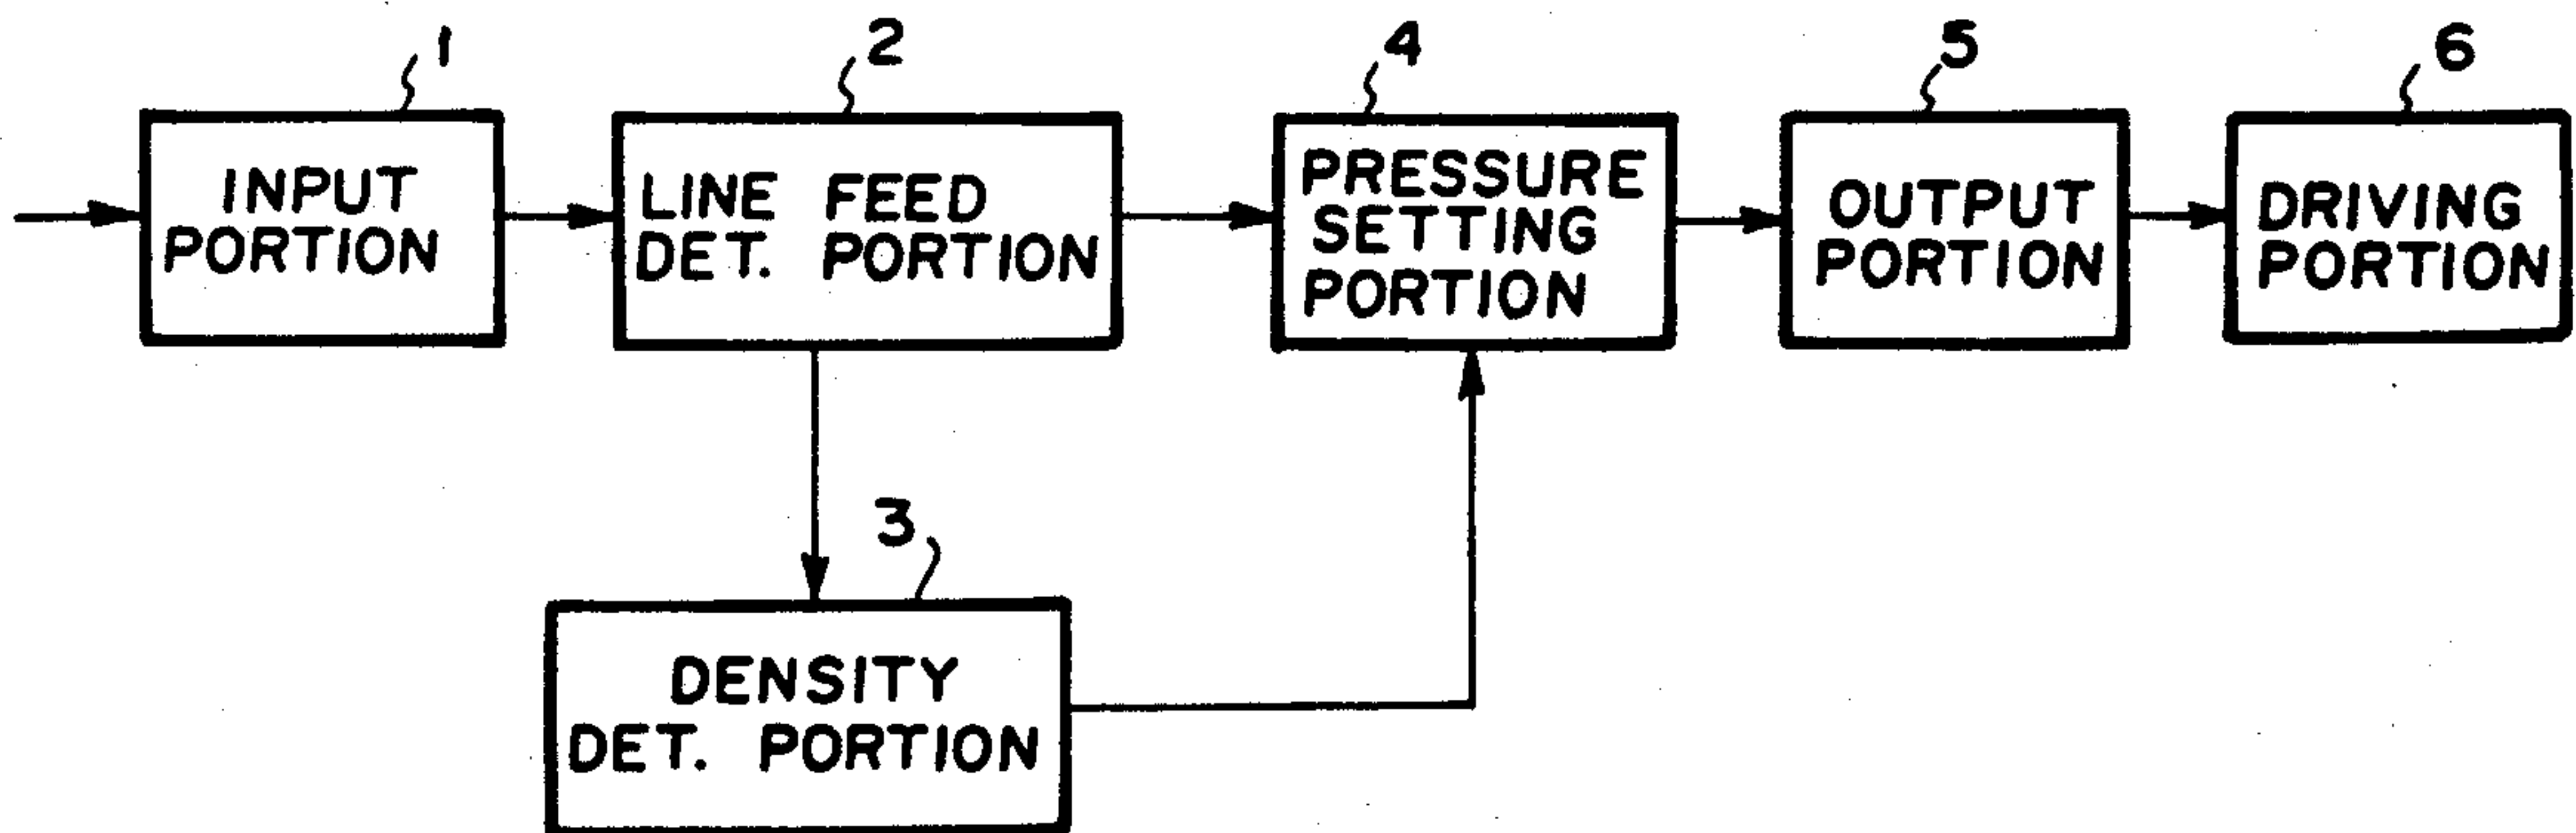 1
INPUT
PORTION
2
LINE FEED
DET. PORTION
4
PRESSURE
SETTING
PORTION
5
OUTPUT
PORTION
6
DRIVING
PORTION
3
DENSITY
DET. PORTION